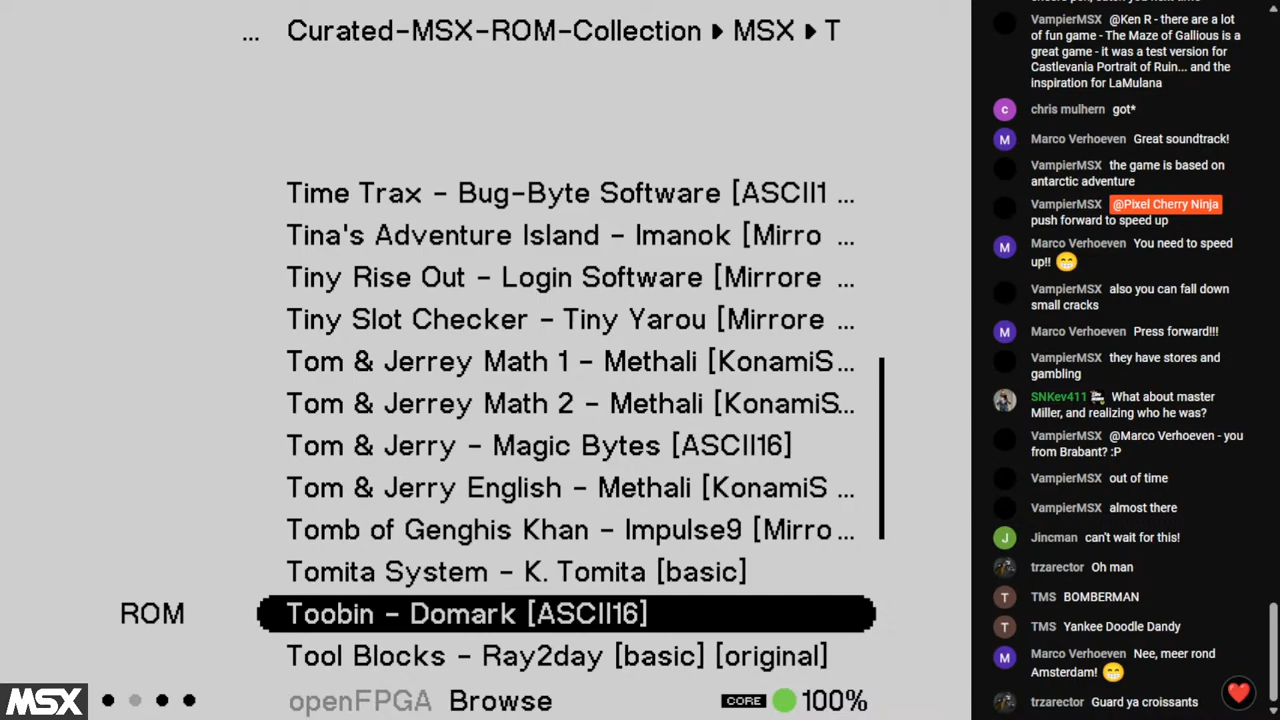 ... Curated-MSX-ROM-Collection ▶ MSX ▶ T
Time Trax - Bug-Byte Software [ASCII1 ...
Tina's Adventure Island - Imanok [Mirro ...
Tiny Rise Out - Login Software [Mirrore ...
Tiny Slot Checker - Tiny Yarou [Mirrore ...
Tom & Jerrey Math 1 - Methali [KonamiS...
Tom & Jerrey Math 2 - Methali [KonamiS...
Tom & Jerry - Magic Bytes [ASCII16]
Tom & Jerry English - Methali [KonamiS ...
Tomb of Genghis Khan - Impulse9 [Mirro ...
Tomita System - K. Tomita [basic]
ROM Toobin - Domark [ASCII16]
Tool Blocks - Ray2day [basic] [original]
MSX openFPGA Browse CORE 100%
VampierMSX @Ken R - there are a lot
of fun game - The Maze of Gallious is a
great game - it was a test version for
Castlevania Portrait of Ruin... and the
inspiration for LaMulana
c chris mulhern got*
M Marco Verhoeven Great soundtrack!
VampierMSX the game is based on
antarctic adventure
VampierMSX @Pixel Cherry Ninja
push forward to speed up
M Marco Verhoeven You need to speed
up!! 😁
VampierMSX also you can fall down
small cracks
M Marco Verhoeven Press forward!!!
VampierMSX they have stores and
gambling
SNKev411 What about master
Miller, and realizing who he was?
VampierMSX @Marco Verhoeven - you
from Brabant? :P
VampierMSX out of time
VampierMSX almost there
J Jincman can't wait for this!
trzarector Oh man
T TMS BOMBERMAN
T TMS Yankee Doodle Dandy
M Marco Verhoeven Nee, meer rond
Amsterdam! 😁
trzarector Guard ya croissants